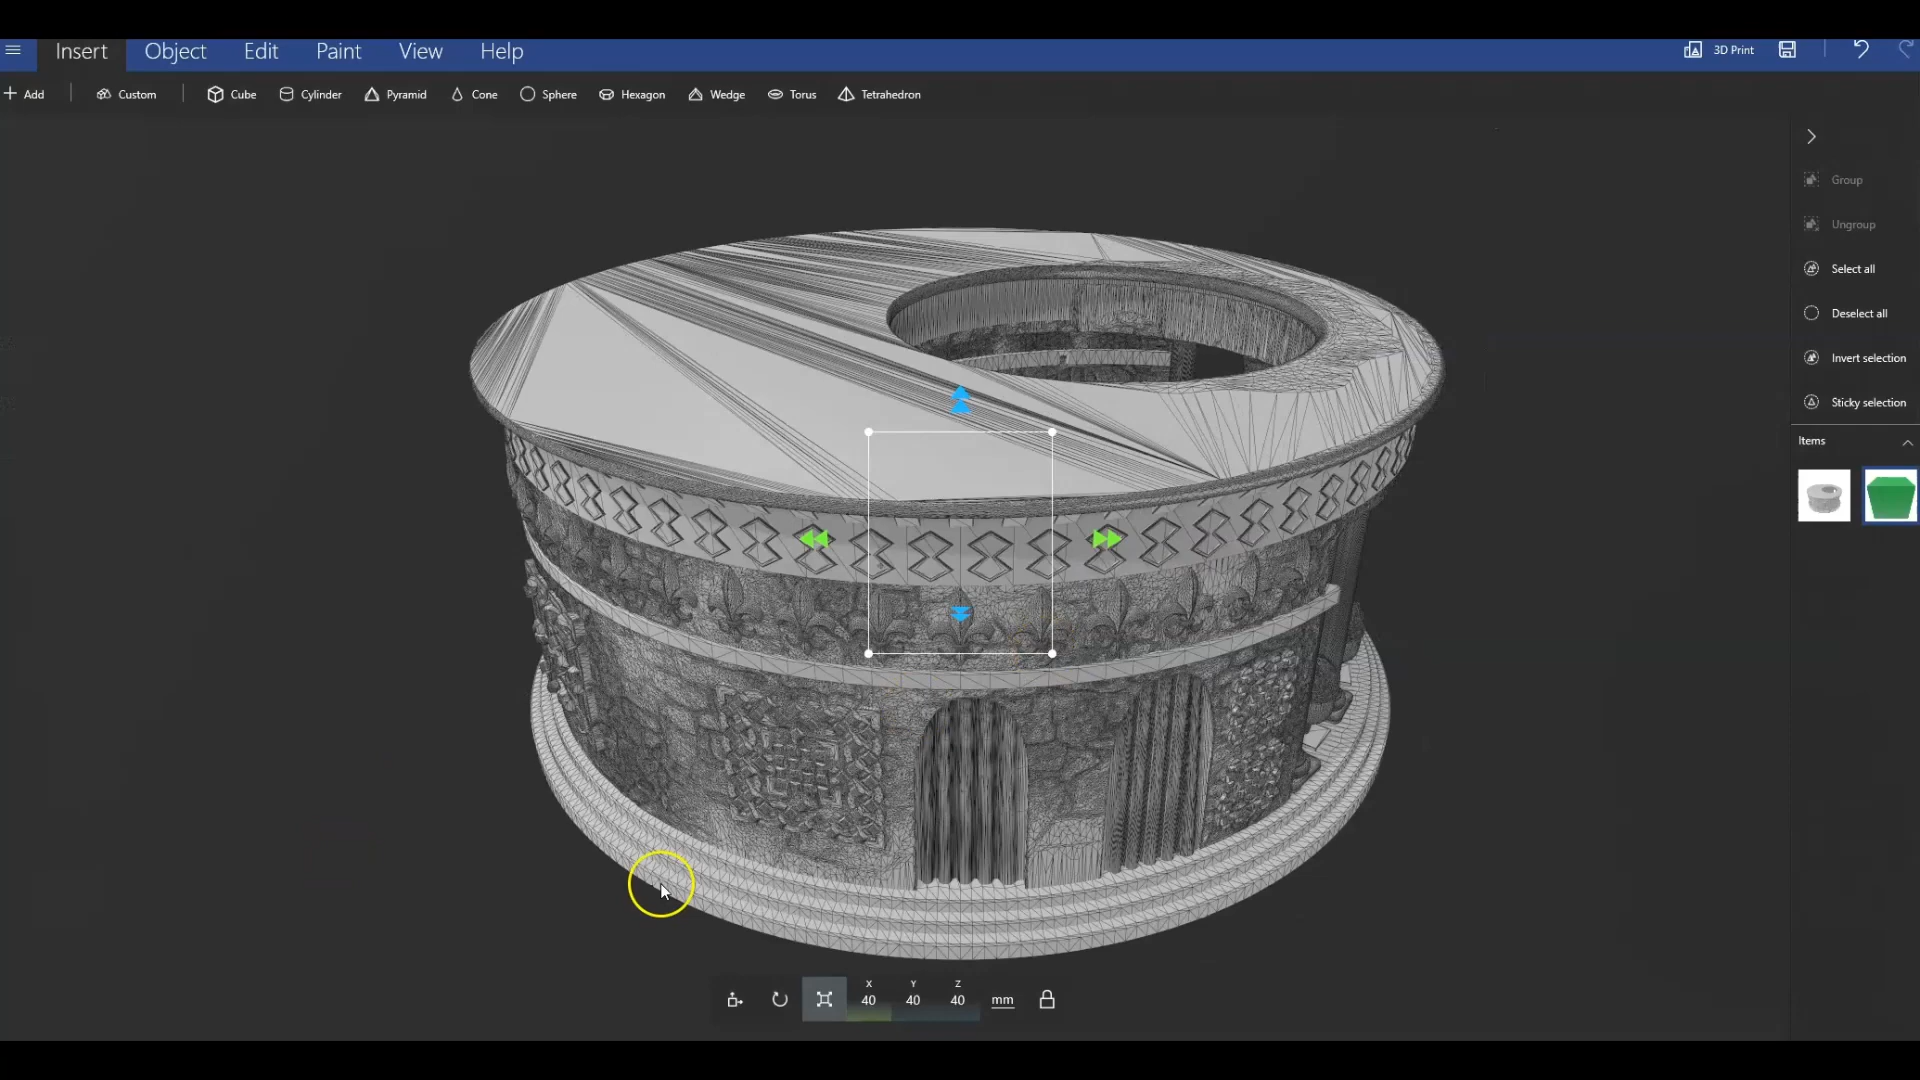 Insert Object Edit Paint View Help 3D Print
Add Custom Cube Cylinder Pyramid Cone Sphere Hexagon Wedge Torus Tetrahedron
Group
Ungroup
Select all
Deselect all
Invert selection
Sticky selection
Items
X Y Z
40 40 40 mm